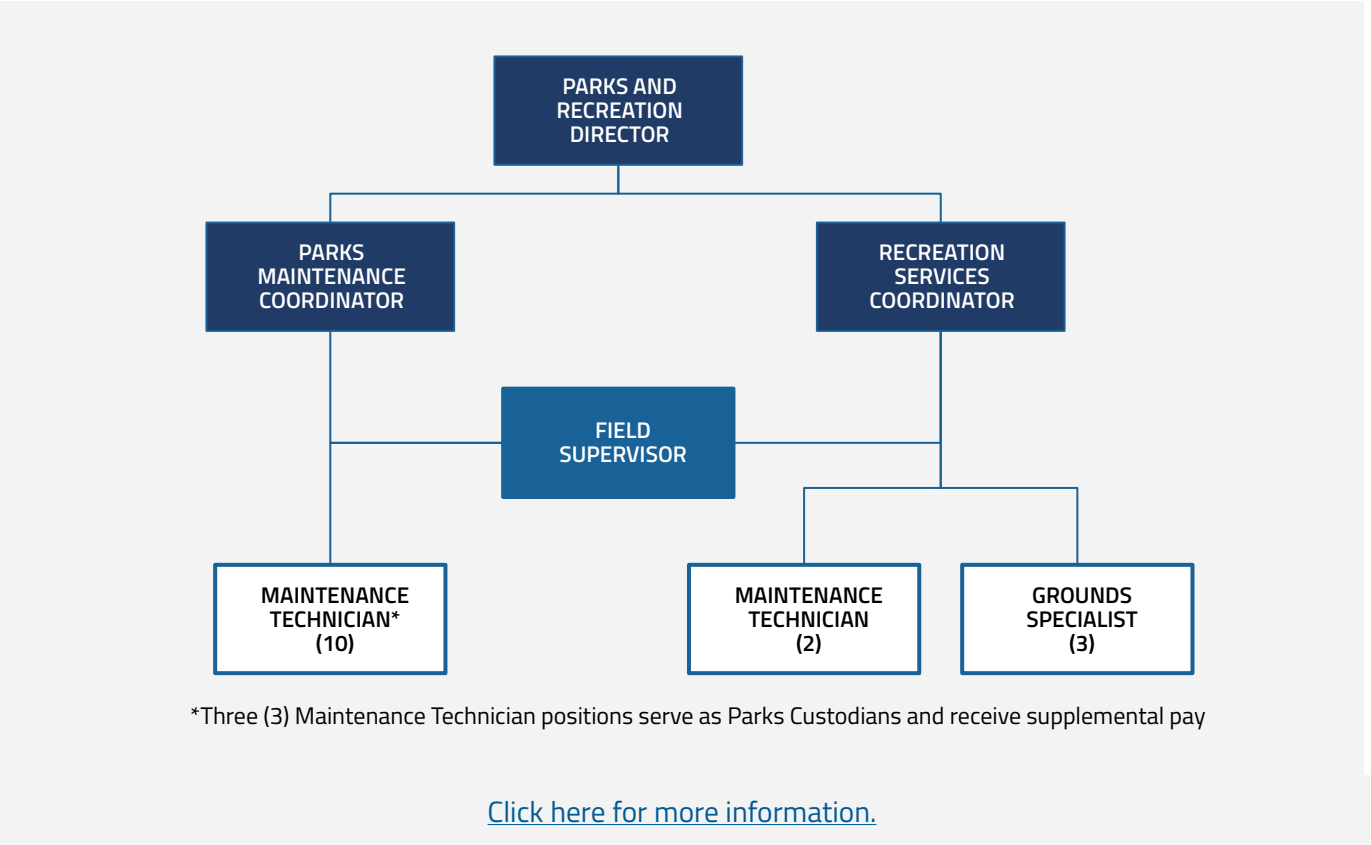 PARKS AND
RECREATION
DIRECTOR
PARKS
MAINTENANCE
COORDINATOR
RECREATION
SERVICES
COORDINATOR
FIELD
SUPERVISOR
MAINTENANCE
TECHNICIAN*
(10)
MAINTENANCE
TECHNICIAN
(2)
GROUNDS
SPECIALIST
(3)
*Three (3) Maintenance Technician positions serve as Parks Custodians and receive supplemental pay
Click here for more information.